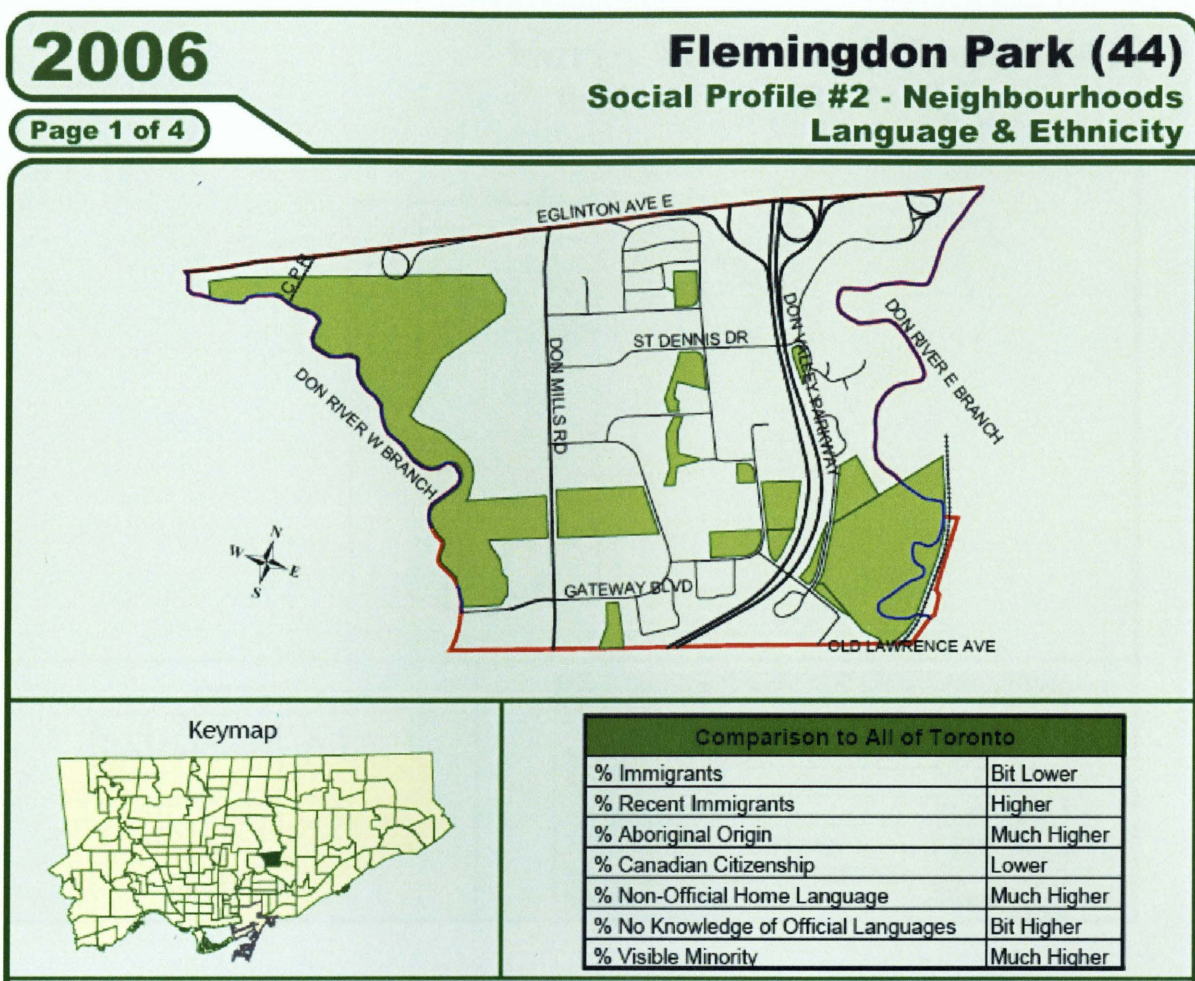 2006
Flemingdon Park (44)
Social Profile #2 - Neighbourhoods
Language & Ethnicity
Page 1 of 4
EGLINTON AVE E
C.P.R
DON VALLEY PARKWAY
DON RIVER E BRANCH
ST DENNIS DR
DON MILLS RD
DON RIVER W BRANCH
N
W
E
S
GATEWAY BLVD
OLD LAWRENCE AVE
Keymap
Comparison to All of Toronto
% Immigrants Bit Lower
% Recent Immigrants Higher
% Aboriginal Origin Much Higher
% Canadian Citizenship Lower
% Non-Official Home Language Much Higher
% No Knowledge of Official Languages Bit Higher
% Visible Minority Much Higher